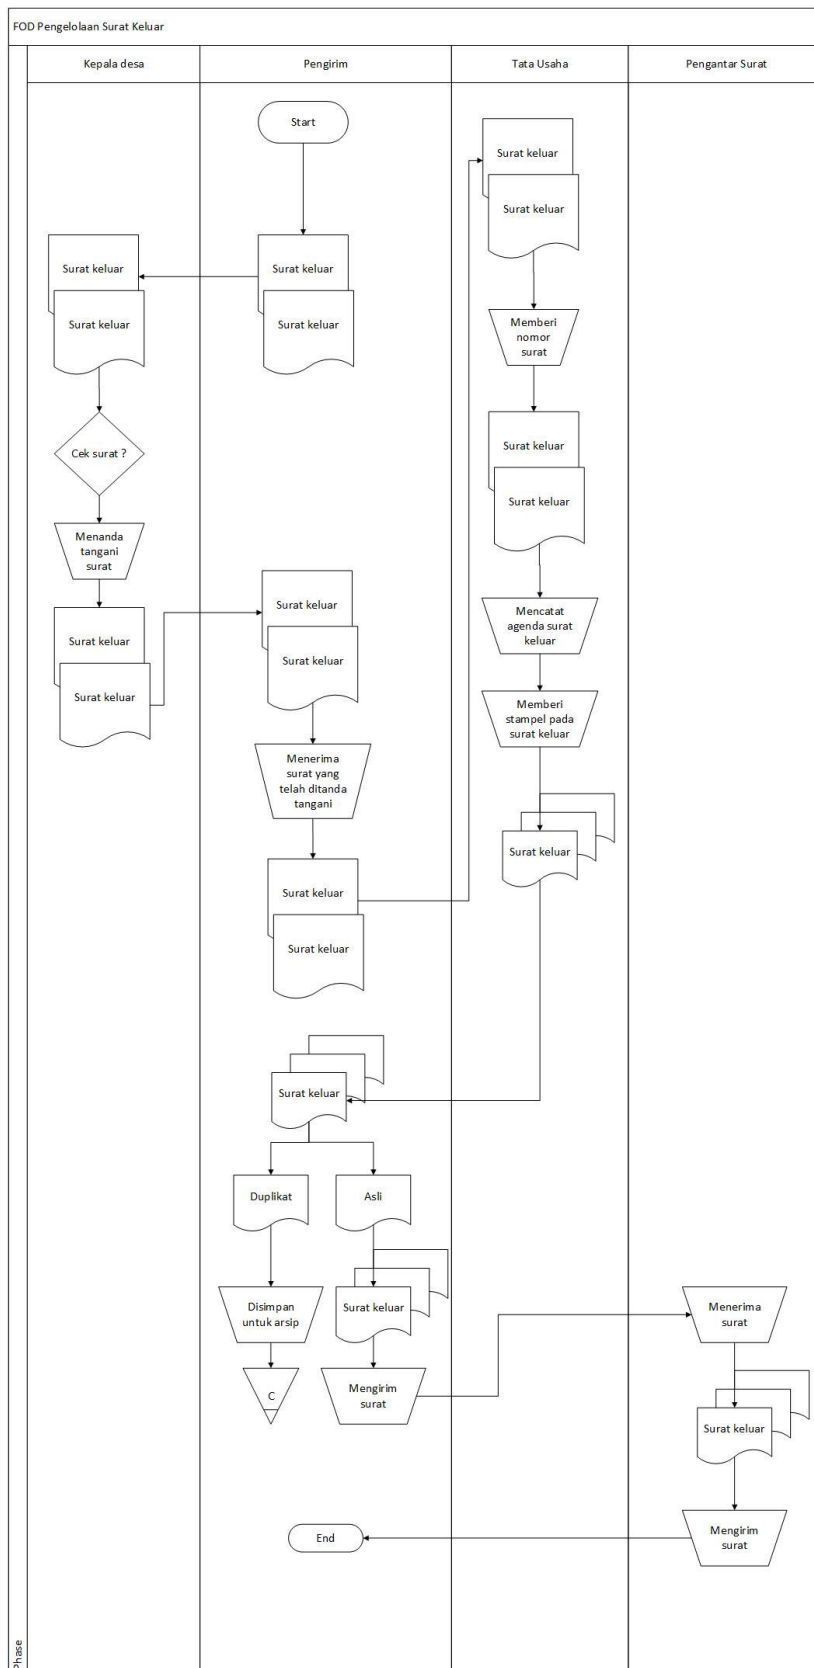 FOD Pengelolaan Surat Keluar
Kepala desa
Pengirim
Tata Usaha
Pengantar Surat
Start
Surat keluar
Surat keluar
Surat keluar
Surat keluar
Cek surat ?
Menanda
tangani
surat
Surat keluar
Surat keluar
Surat keluar
Surat keluar
Menerima
surat yang
telah ditanda
tangani
Surat keluar
Surat keluar
Surat keluar
Surat keluar
Memberi
nomor
surat
Surat keluar
Surat keluar
Mencatat
agenda surat
keluar
Memberi
stampel pada
surat keluar
Surat keluar
Surat keluar
Duplikat
Asli
Disimpan
untuk arsip
C
Surat keluar
Mengirim
surat
Menerima
surat
Surat keluar
Mengirim
surat
End
Phase